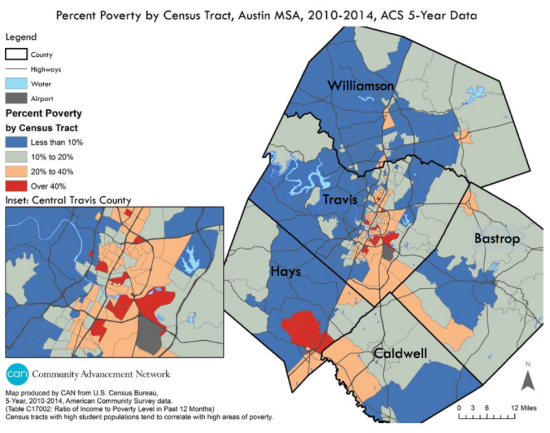 Percent Poverty by Census Tract, Austin MSA, 2010-2014, ACS 5-Year Data
Legend
County
Highways
Water
Airport
Percent Poverty
by Census Tract
Less than 10%
10% to 20%
20% to 40%
Over 40%
Inset: Central Travis County
Williamson
Travis
Bastrop
Hays
Caldwell
can Community Advancement Network
Map produced by CAN from U.S. Census Bureau,
5-Year, 2010-2014, American Community Survey data.
(Table C17002: Ratio of Income to Poverty Level in Past 12 Months)
Census tracts with high student populations tend to correlate with high areas of poverty.
N
0 3 6 12 Miles